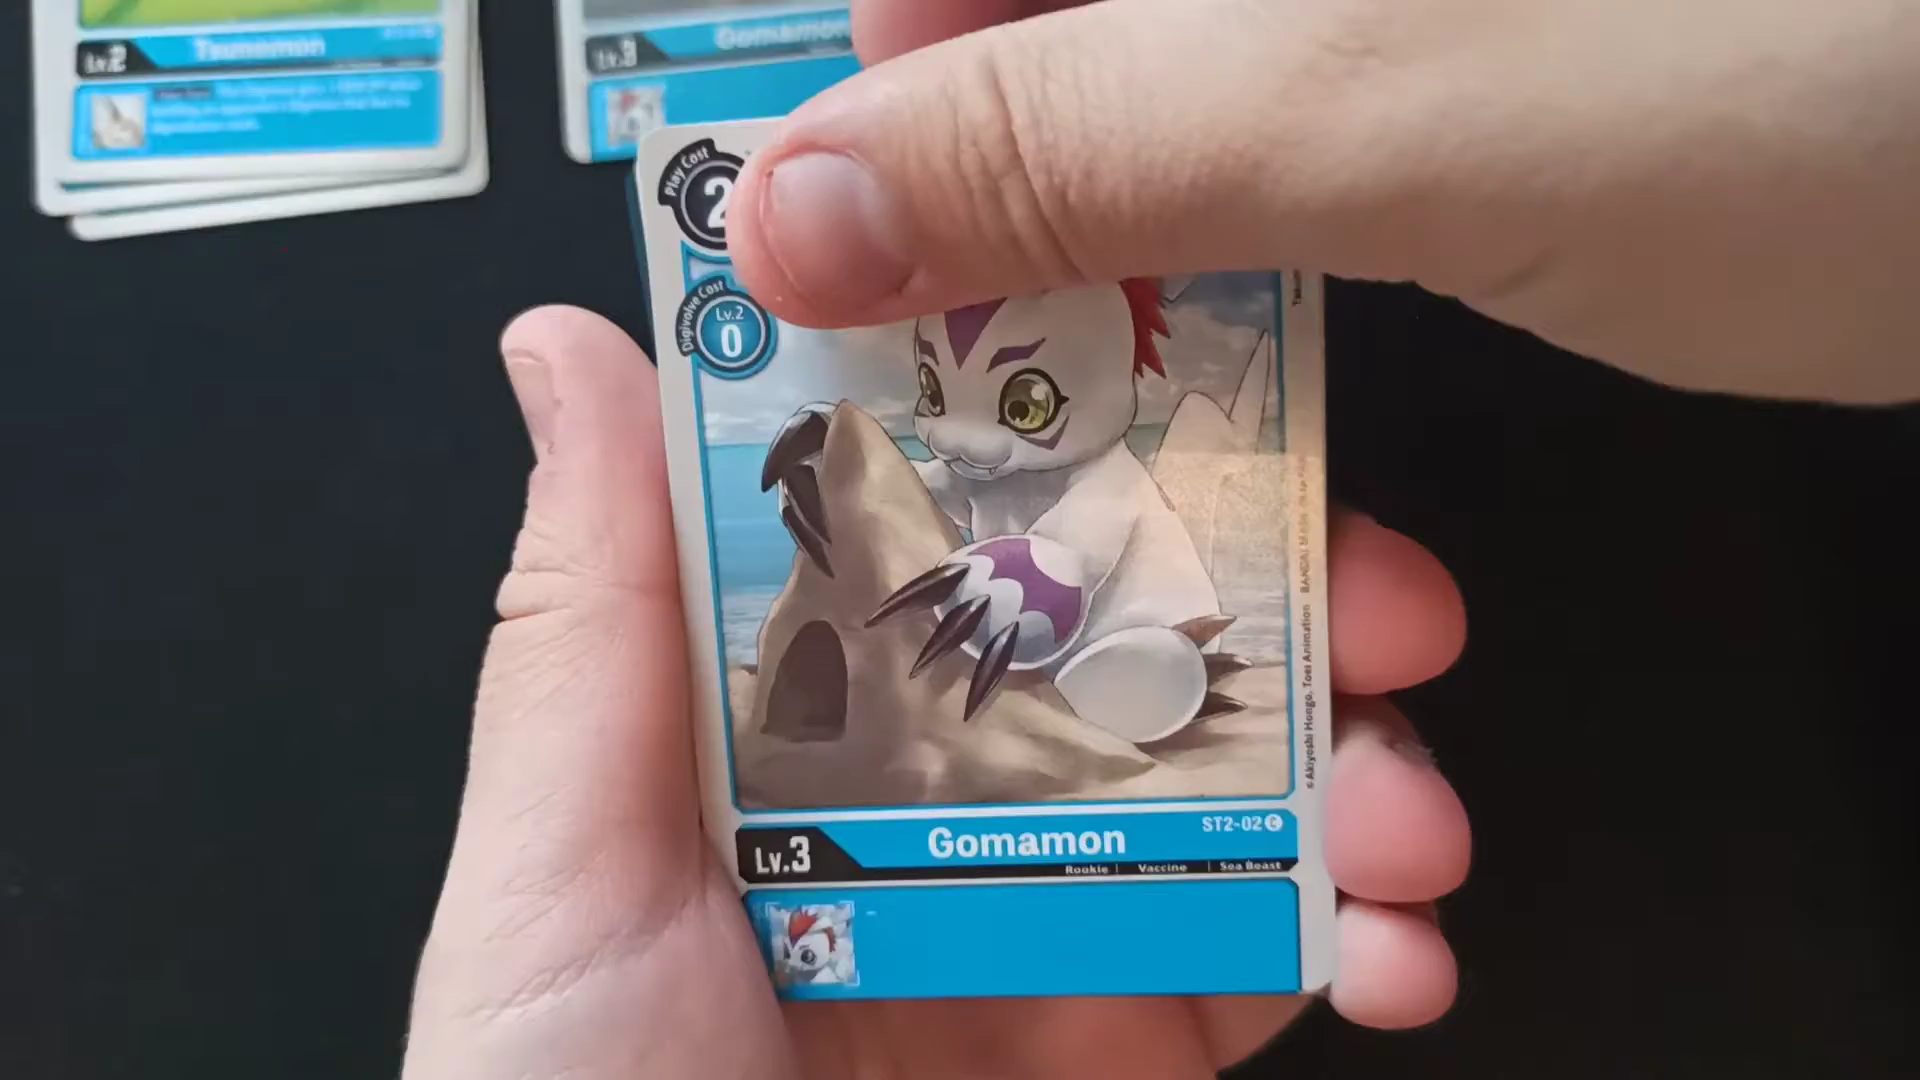 Lv.2
Tsunomon
Lv.3
Gomamon
Play Cost
2
Digivolve Cost
Lv.2
0
© Akiyoshi Hongo, Toei Animation
Lv.3
Gomamon
ST2-02 C
Rookie | Vaccine | Sea Beast
-